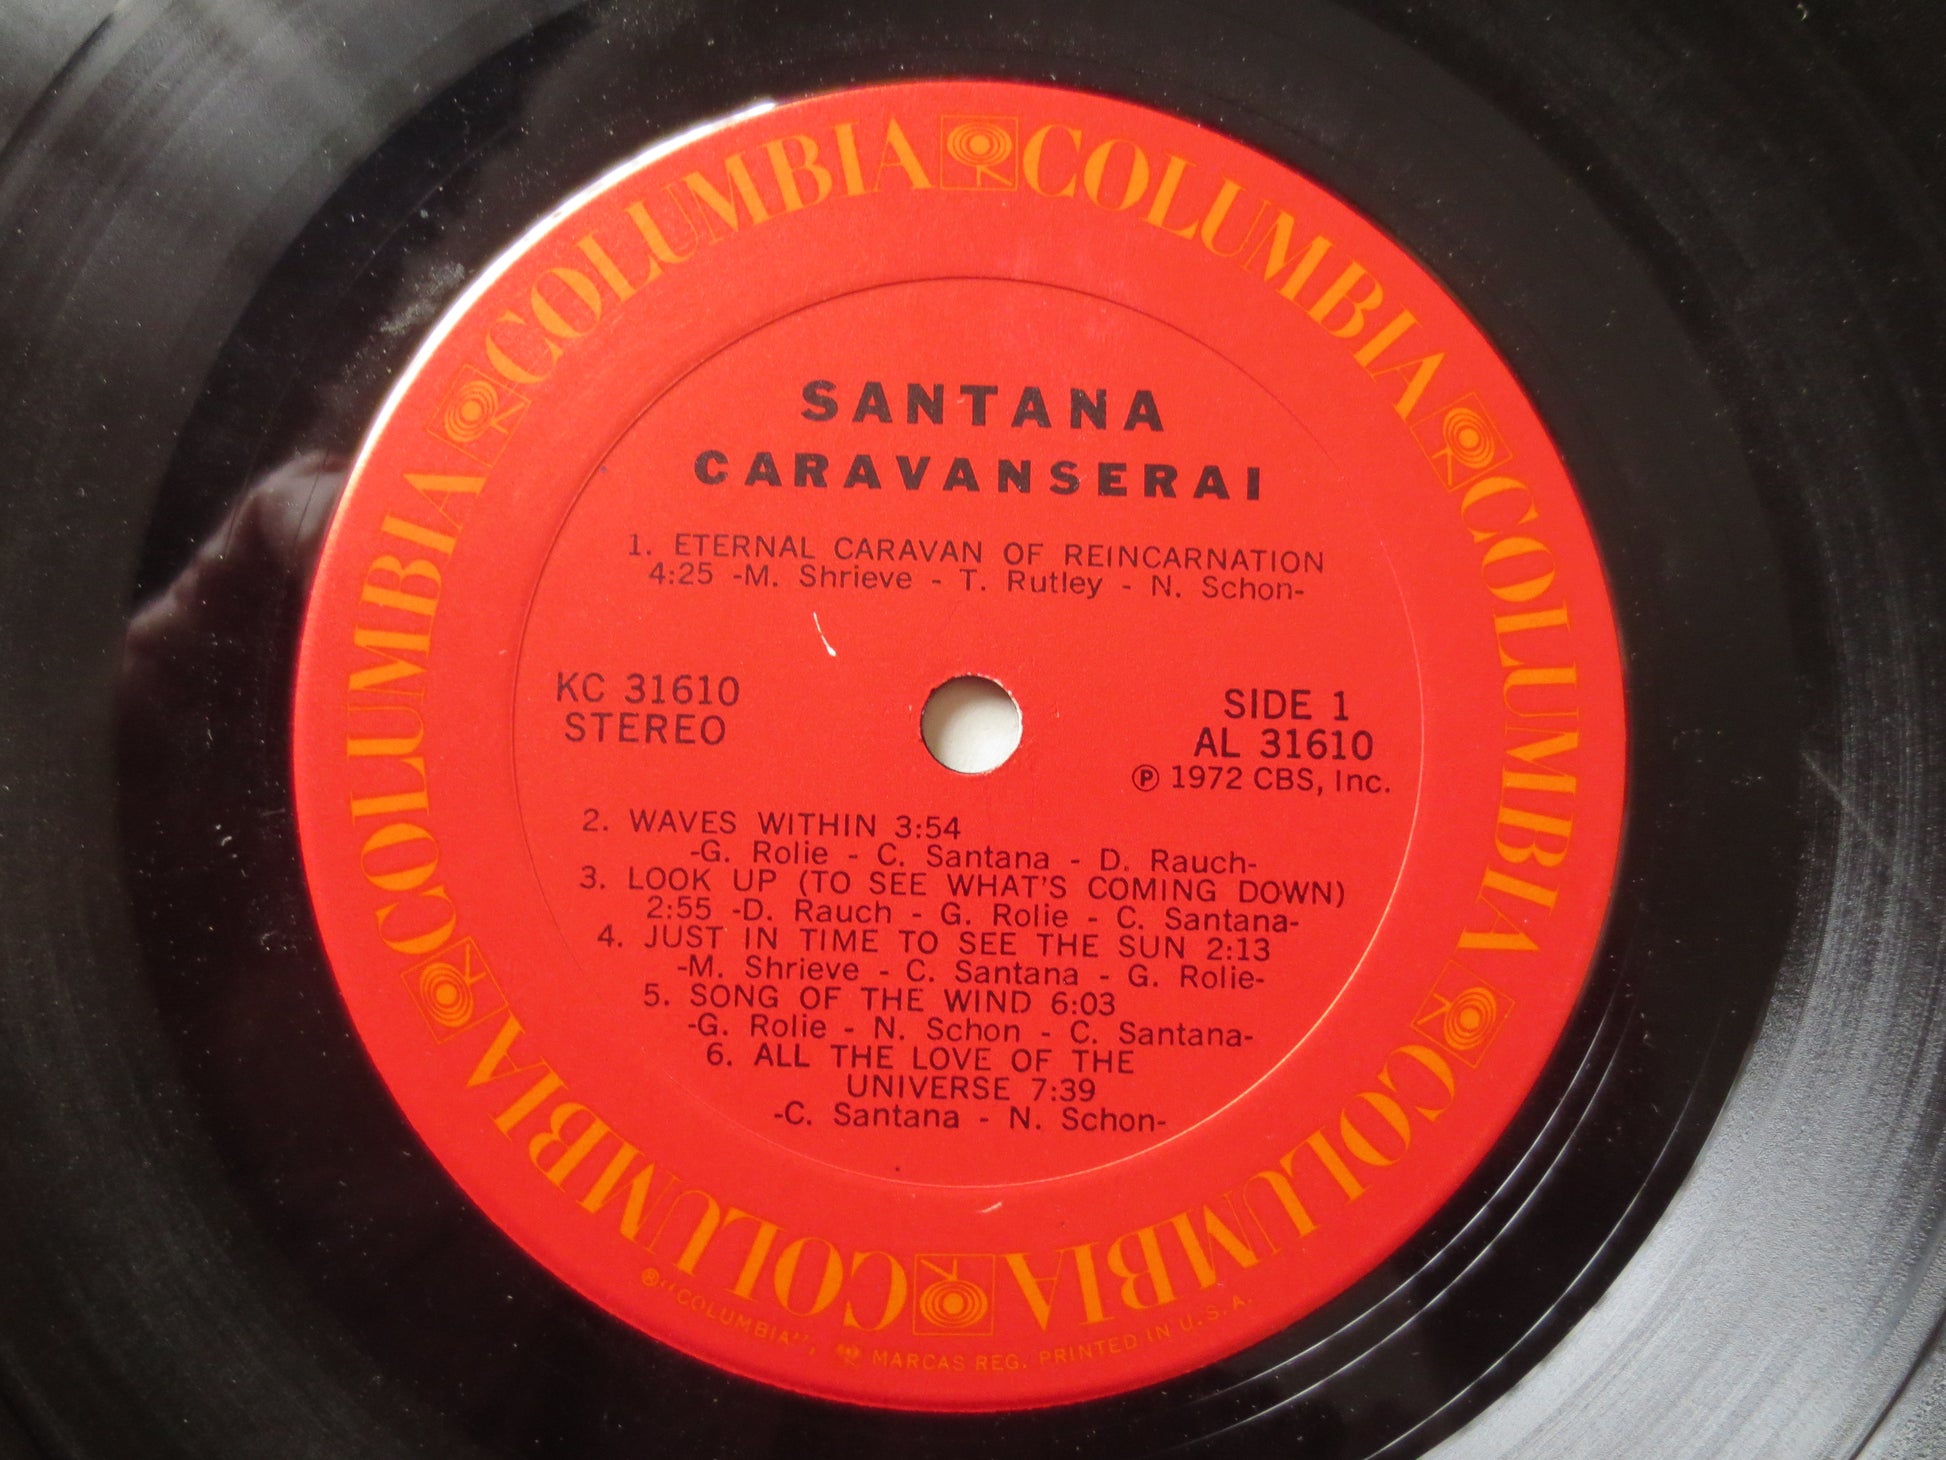 COLUMBIA COLUMBIA COLUMBIA COLUMBIA COLUMBIA COLUMBIA COLUMBIA COLUMBIA
SANTANA
CARAVANSERAI
1. ETERNAL CARAVAN OF REINCARNATION
4:25 -M. Shrieve - T. Rutley - N. Schon-
KC 31610
STEREO
SIDE 1
AL 31610
℗ 1972 CBS, Inc.
2. WAVES WITHIN 3:54
-G. Rolie - C. Santana - D. Rauch-
3. LOOK UP (TO SEE WHAT'S COMING DOWN)
2:55 -D. Rauch - G. Rolie - C. Santana-
4. JUST IN TIME TO SEE THE SUN 2:13
-M. Shrieve - C. Santana - G. Rolie-
5. SONG OF THE WIND 6:03
-G. Rolie - N. Schon - C. Santana-
6. ALL THE LOVE OF THE
UNIVERSE 7:39
-C. Santana - N. Schon-
®"COLUMBIA", MARCAS REG. PRINTED IN U.S.A.